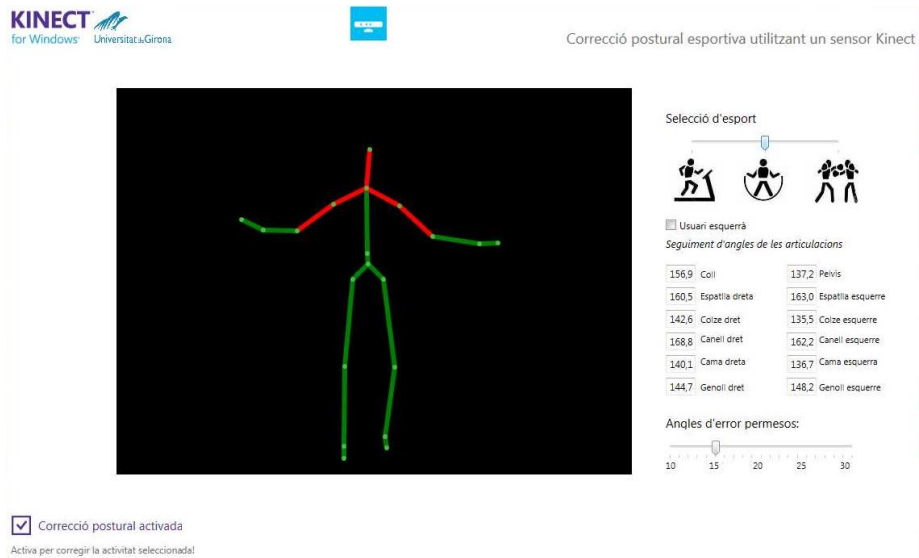 KINECT
for Windows
Universitat de Girona
Correcció postural esportiva utilitzant un sensor Kinect
Selecció d'esport
Usuari esquerrà
Seguiment d'angles de les articulacions
156,9 Coll 137,2 Pelvis
160,5 Espatlla dreta 163,0 Espatlla esquerre
142,6 Colze dret 135,5 Colze esquerre
168,8 Canell dret 162,2 Canell esquerre
140,1 Cama dreta 136,7 Cama esquerra
144,7 Genoll dret 148,2 Genoll esquerre
Angles d'error permesos:
10 15 20 25 30
Correcció postural activada
Activa per corregir la activitat seleccionada!